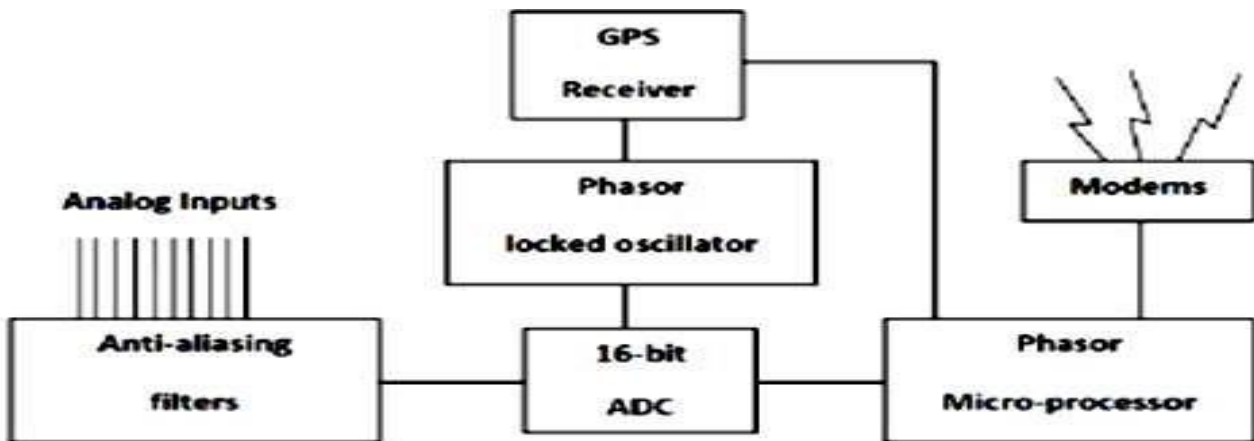 GPS
Receiver
Phasor
locked oscillator
Modems
Analog Inputs
Anti-aliasing
filters
16-bit
ADC
Phasor
Micro-processor